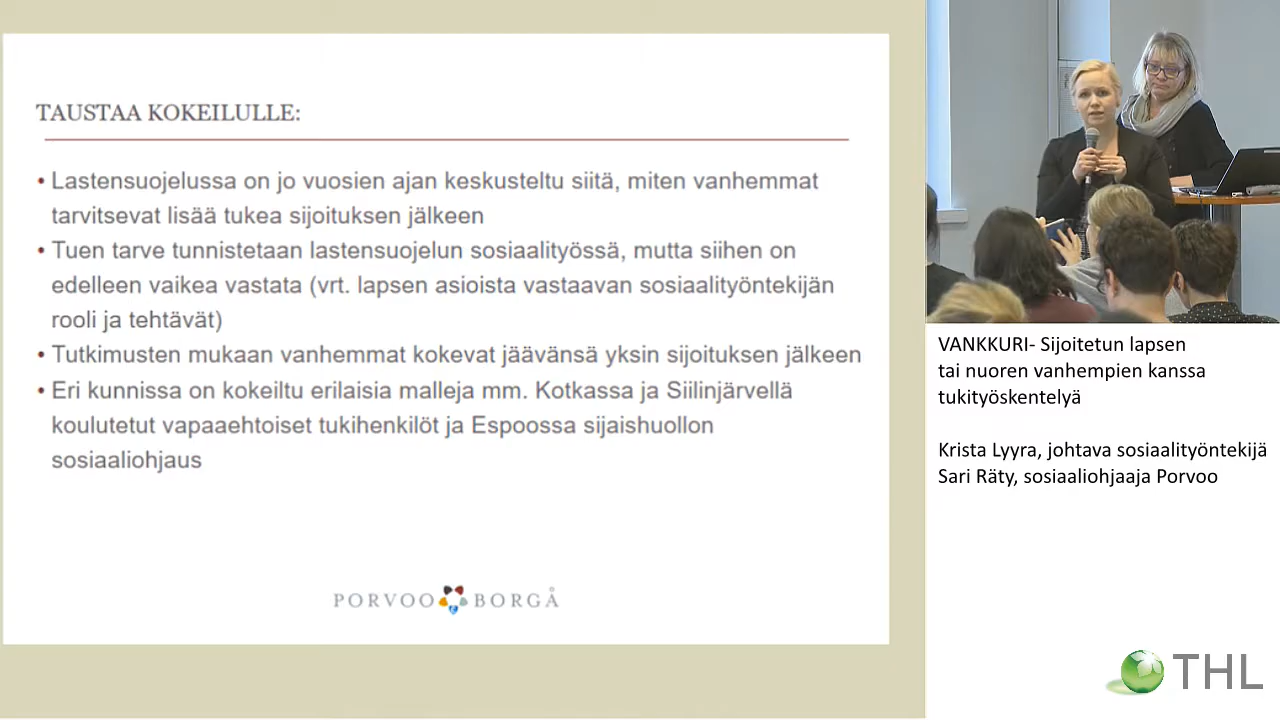 TAUSTAA KOKEILULLE:
• Lastensuojelussa on jo vuosien ajan keskusteltu siitä, miten vanhemmat
tarvitsevat lisää tukea sijoituksen jälkeen
• Tuen tarve tunnistetaan lastensuojelun sosiaalityössä, mutta siihen on
edelleen vaikea vastata (vrt. lapsen asioista vastaavan sosiaalityöntekijän
rooli ja tehtävät)
• Tutkimusten mukaan vanhemmat kokevat jäävänsä yksin sijoituksen jälkeen
• Eri kunnissa on kokeiltu erilaisia malleja mm. Kotkassa ja Siilinjärvellä
koulutetut vapaaehtoiset tukihenkilöt ja Espoossa sijaishuollon
sosiaaliohjaus
PORVOO BORGÅ
VANKKURI- Sijoitetun lapsen
tai nuoren vanhempien kanssa
tukityöskentelyä
Krista Lyyra, johtava sosiaalityöntekijä
Sari Räty, sosiaaliohjaaja Porvoo
THL